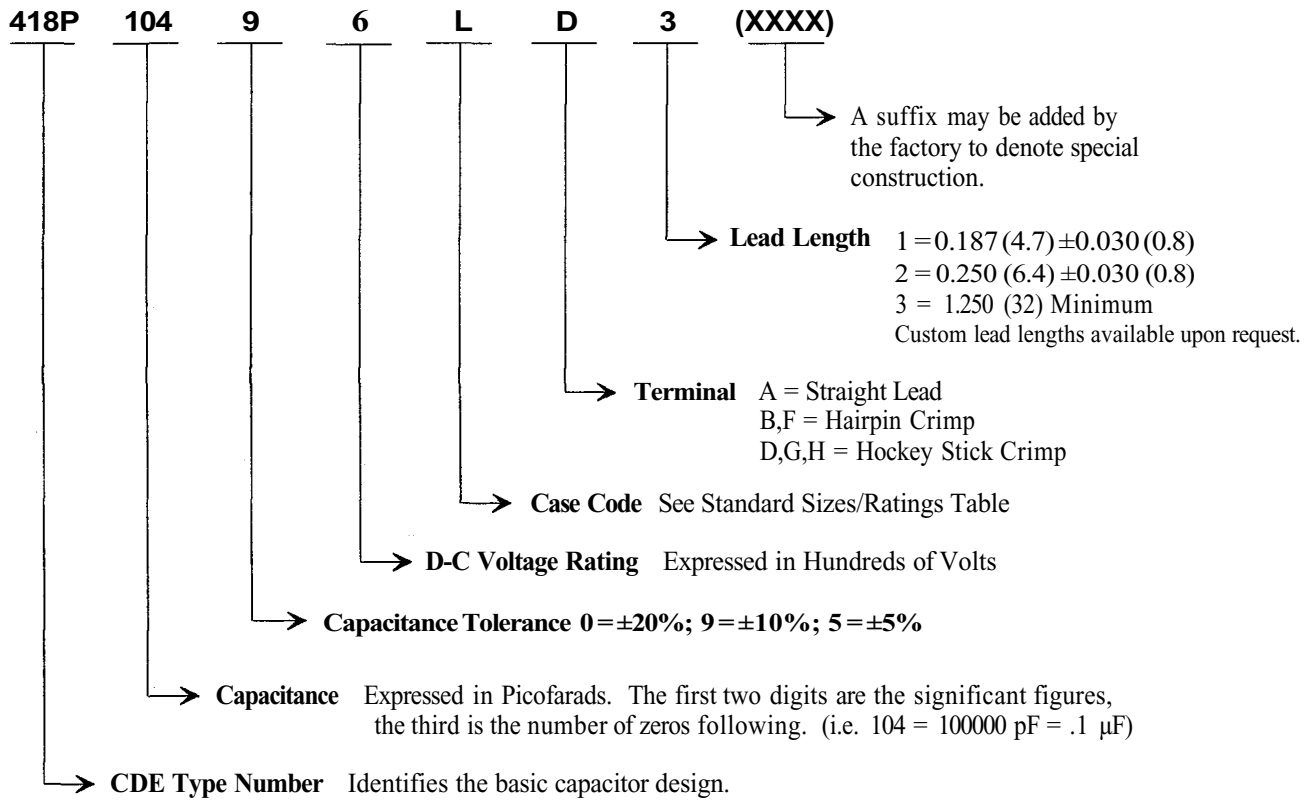 418P 104 9 6 L D 3 (XXXX)
A suffix may be added by
the factory to denote special
construction.
Lead Length 1 = 0.187 (4.7) ±0.030 (0.8)
2 = 0.250 (6.4) ±0.030 (0.8)
3 = 1.250 (32) Minimum
Custom lead lengths available upon request.
Terminal A = Straight Lead
B,F = Hairpin Crimp
D,G,H = Hockey Stick Crimp
Case Code See Standard Sizes/Ratings Table
D-C Voltage Rating Expressed in Hundreds of Volts
Capacitance Tolerance 0=±20%; 9=±10%; 5=±5%
Capacitance Expressed in Picofarads. The first two digits are the significant figures,
the third is the number of zeros following. (i.e. 104 = 100000 pF = .1 µF)
CDE Type Number Identifies the basic capacitor design.